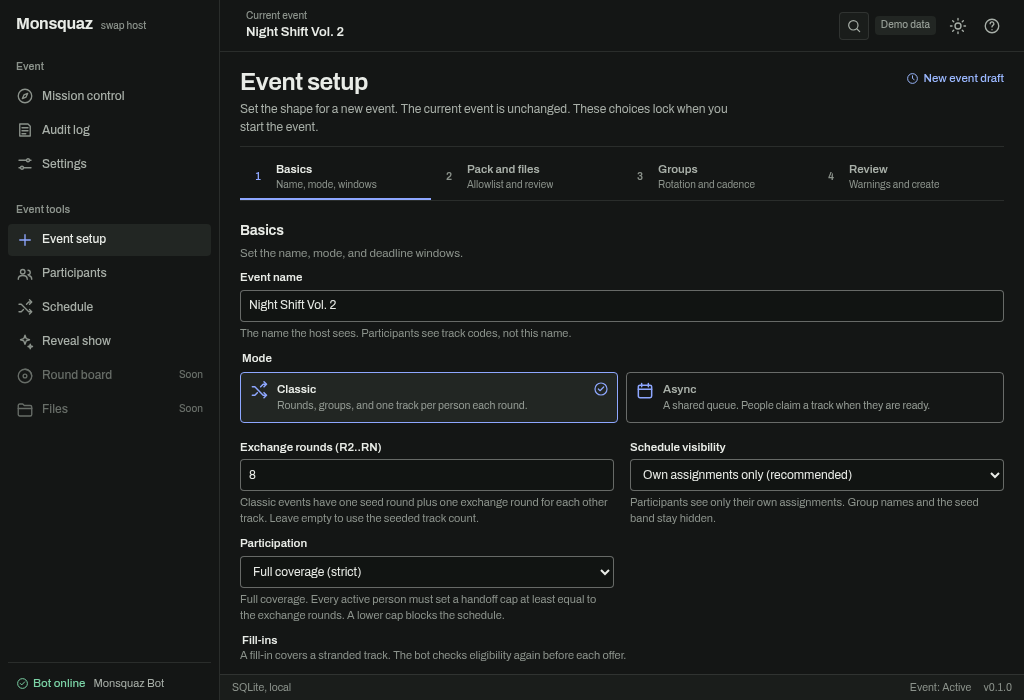 Monsquaz swap host
Event
Mission control
Audit log
Settings
Event tools
Event setup
Participants
Schedule
Reveal show
Round board Soon
Files Soon
Bot online Monsquaz Bot
Current event
Night Shift Vol. 2
Demo data
Event setup
New event draft
Set the shape for a new event. The current event is unchanged. These choices lock when you
start the event.
1 Basics
Name, mode, windows
2 Pack and files
Allowlist and review
3 Groups
Rotation and cadence
4 Review
Warnings and create
Basics
Set the name, mode, and deadline windows.
Event name
Night Shift Vol. 2
The name the host sees. Participants see track codes, not this name.
Mode
Classic
Rounds, groups, and one track per person each round.
Async
A shared queue. People claim a track when they are ready.
Exchange rounds (R2..RN)
8
Classic events have one seed round plus one exchange round for each other
track. Leave empty to use the seeded track count.
Schedule visibility
Own assignments only (recommended)
Participants see only their own assignments. Group names and the seed
band stay hidden.
Participation
Full coverage (strict)
Full coverage. Every active person must set a handoff cap at least equal to
the exchange rounds. A lower cap blocks the schedule.
Fill-ins
A fill-in covers a stranded track. The bot checks eligibility again before each offer.
SQLite, local
Event: Active v0.1.0